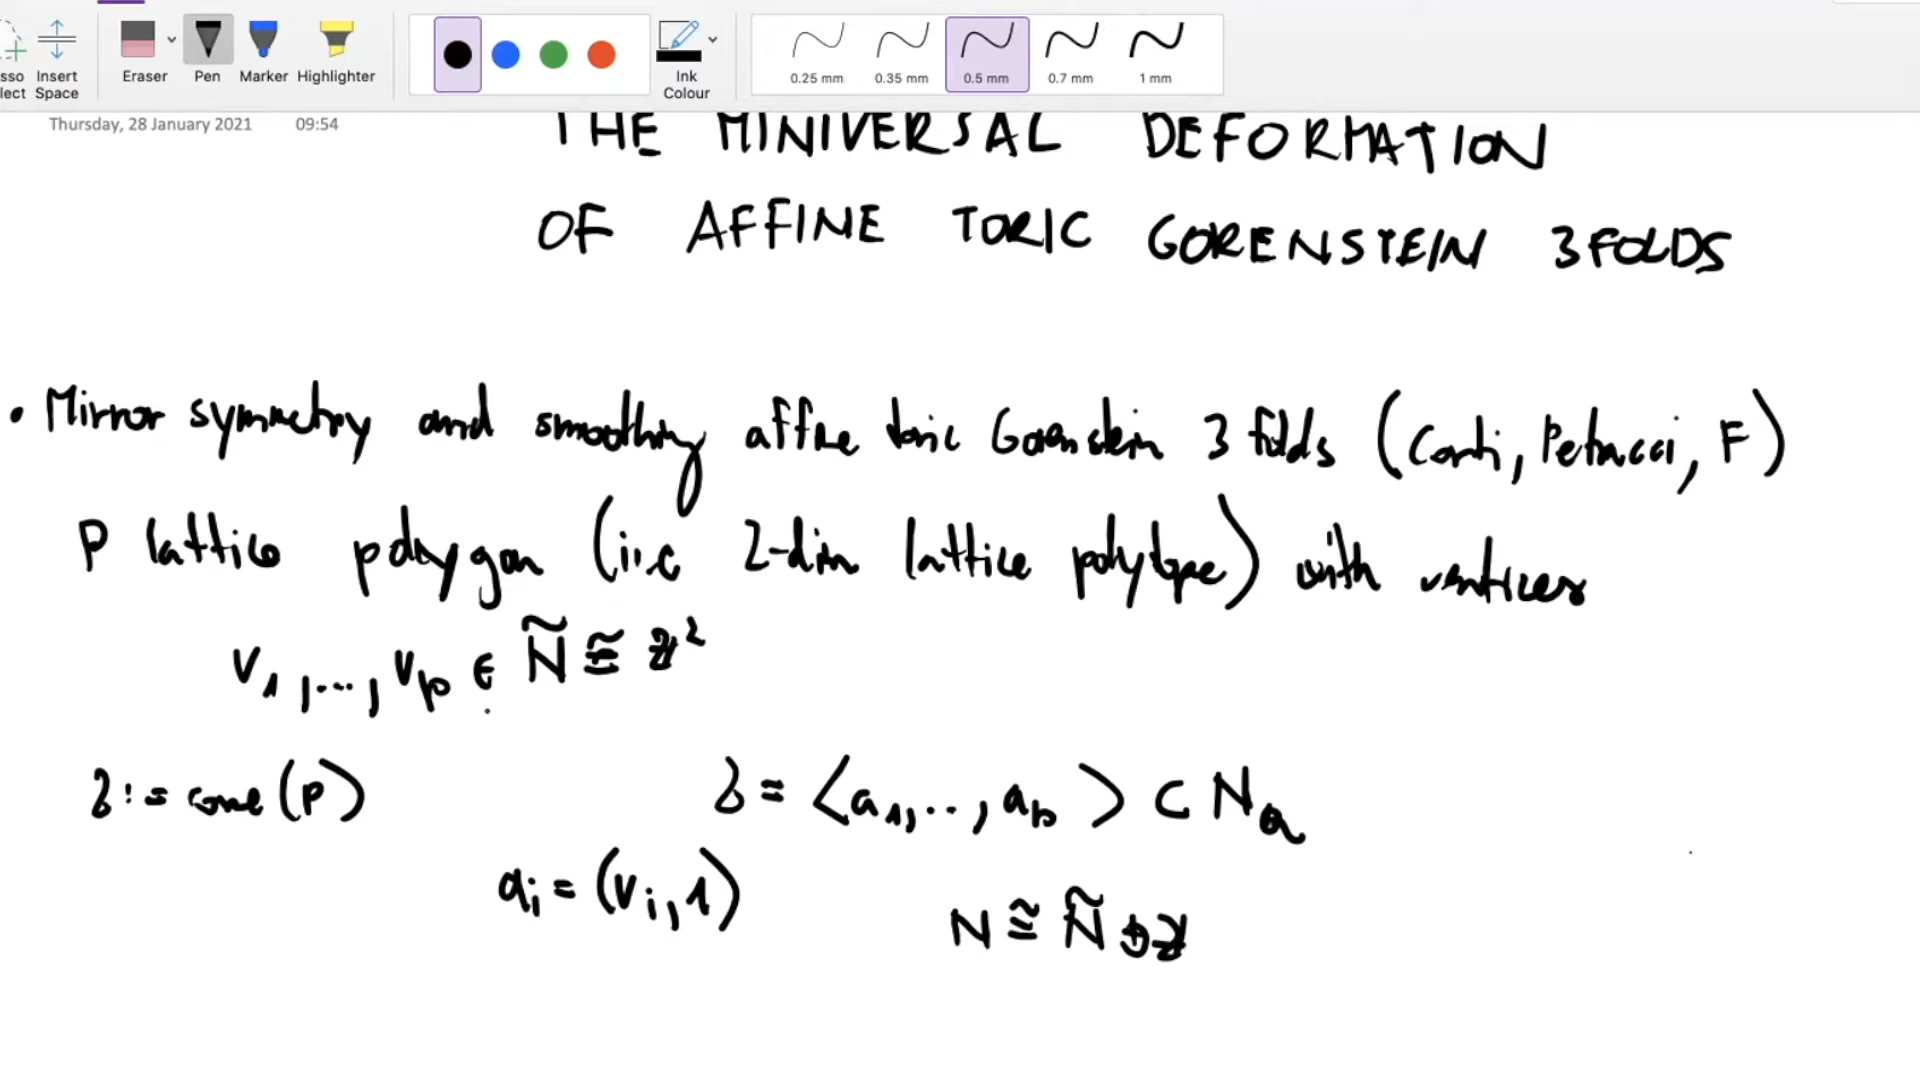 sso
lect
Insert
Space
Eraser
Pen
Marker
Highlighter
Ink
Colour
0.25 mm
0.35 mm
0.5 mm
0.7 mm
1 mm
Thursday, 28 January 2021 09:54
THE MINIVERSAL DEFORMATION
OF AFFINE TORIC GORENSTEIN 3FOLDS
• Mirror symmetry and smoothing affine toric Gorenstein 3 folds (Corti, Petracci, F)
P lattice polygon (i.e 2-dim lattice polytope) with vertices
v₁,...,vₚ ∈ Ñ ≅ ℤ²
σ := cone(P) σ = ⟨a₁,..,aₚ⟩ ⊂ N_ℚ
aᵢ = (vᵢ,1) N ≅ Ñ ⊕ ℤ